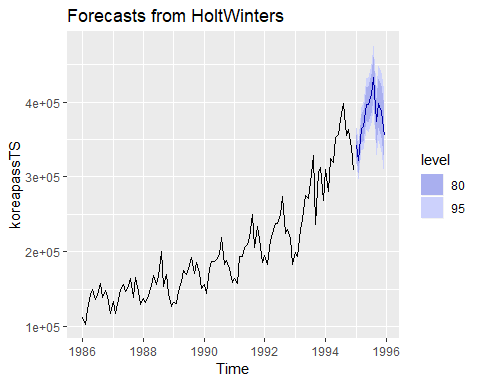 Forecasts from HoltWinters
koreapassTS
4e+05
3e+05
2e+05
1e+05
1986 1988 1990 1992 1994 1996
Time
level
80
95